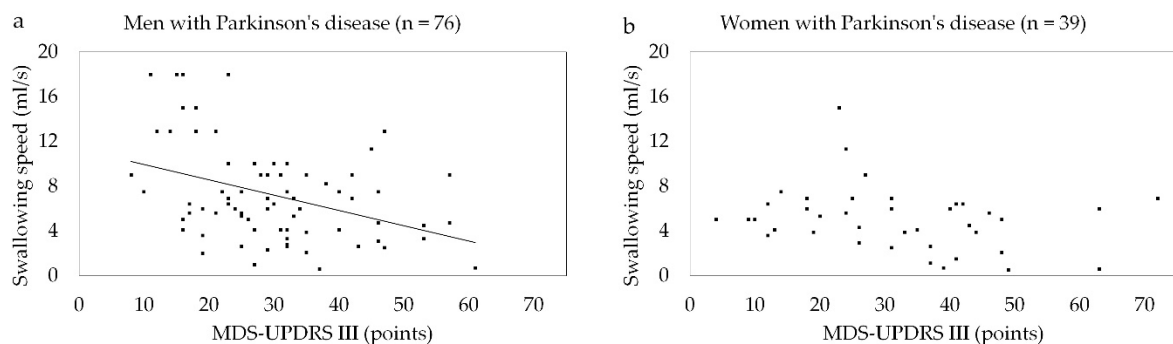 a Men with Parkinson's disease (n = 76)
20
16
12
8
4
0
Swallowing speed (ml/s)
0 10 20 30 40 50 60 70
MDS-UPDRS III (points)
b Women with Parkinson's disease (n = 39)
20
16
12
8
4
0
Swallowing speed (ml/s)
0 10 20 30 40 50 60 70
MDS-UPDRS III (points)